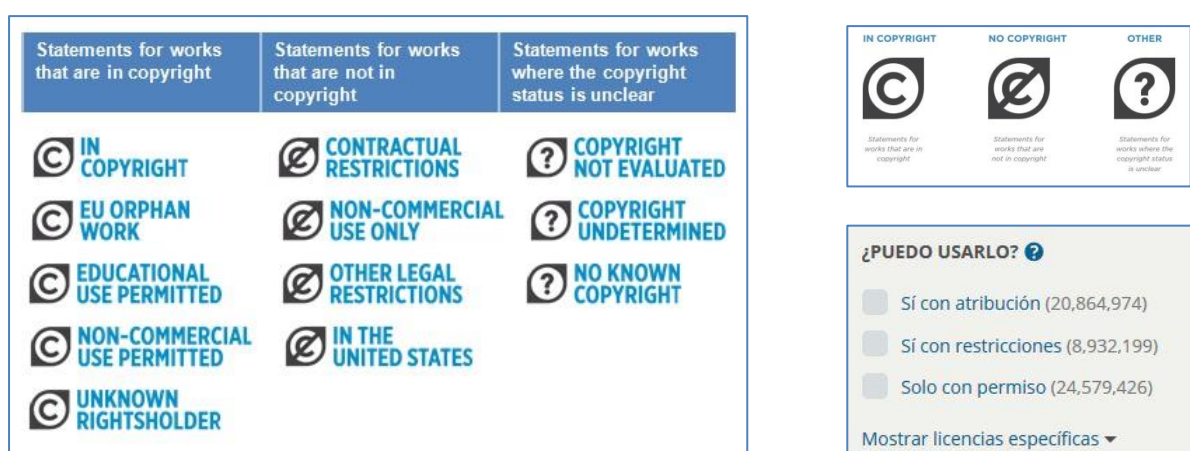 Statements for works
that are in copyright
Statements for works
that are not in
copyright
Statements for works
where the copyright
status is unclear
IN
COPYRIGHT
EU ORPHAN
WORK
EDUCATIONAL
USE PERMITTED
NON-COMMERCIAL
USE PERMITTED
UNKNOWN
RIGHTSHOLDER
CONTRACTUAL
RESTRICTIONS
NON-COMMERCIAL
USE ONLY
OTHER LEGAL
RESTRICTIONS
IN THE
UNITED STATES
COPYRIGHT
NOT EVALUATED
COPYRIGHT
UNDETERMINED
NO KNOWN
COPYRIGHT
IN COPYRIGHT
Statements for
works that are in
copyright
NO COPYRIGHT
Statements for
works that are
not in copyright
OTHER
Statements for
works where the
copyright status
is unclear
¿PUEDO USARLO?
Sí con atribución (20,864,974)
Sí con restricciones (8,932,199)
Solo con permiso (24,579,426)
Mostrar licencias específicas